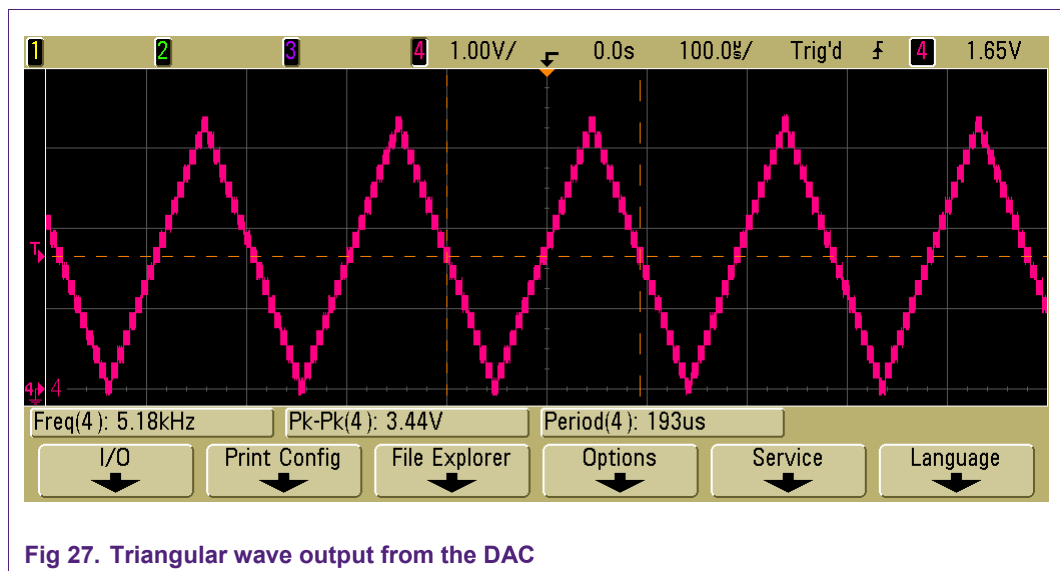 1 2 3 4 1.00V/ 0.0s 100.0µs/ Trig'd 4 1.65V
T
4 4
Freq(4): 5.18kHz Pk-Pk(4): 3.44V Period(4): 193us
I/O Print Config File Explorer Options Service Language
Fig 27. Triangular wave output from the DAC